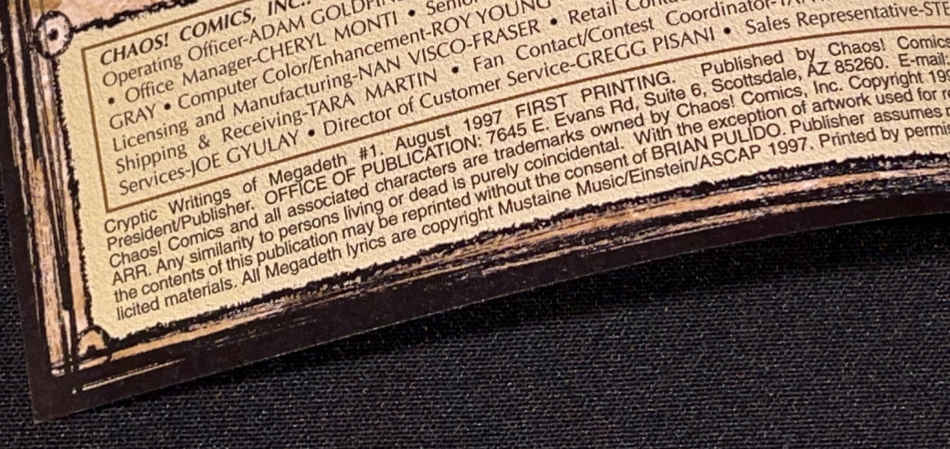 CHAOS! COMICS, INC.:
Operating Officer-ADAM
• Office Manager-CHERYL MONTI •
GRAY • Computer Color/Enhancement-ROY YOUNG
Licensing and Manufacturing-NAN VISCO-FRASER • Retail
Shipping & Receiving-TARA MARTIN • Fan Contact/Contest Coordinator-
Services-JOE GYULAY • Director of Customer Service-GREGG PISANI • Sales Representative-STE
Cryptic Writings of Megadeth #1. August 1997 FIRST PRINTING. Published by Chaos! Comics
President/Publisher. OFFICE OF PUBLICATION: 7645 E. Evans Rd, Suite 6, Scottsdale, AZ 85260. E-mail:
Chaos! Comics and all associated characters are trademarks owned by Chaos! Comics, Inc. Copyright 19
ARR. Any similarity to persons living or dead is purely coincidental. With the exception of artwork used for re
the contents of this publication may be reprinted without the consent of BRIAN PULIDO. Publisher assumes
licited materials. All Megadeth lyrics are copyright Mustaine Music/Einstein/ASCAP 1997. Printed by permi